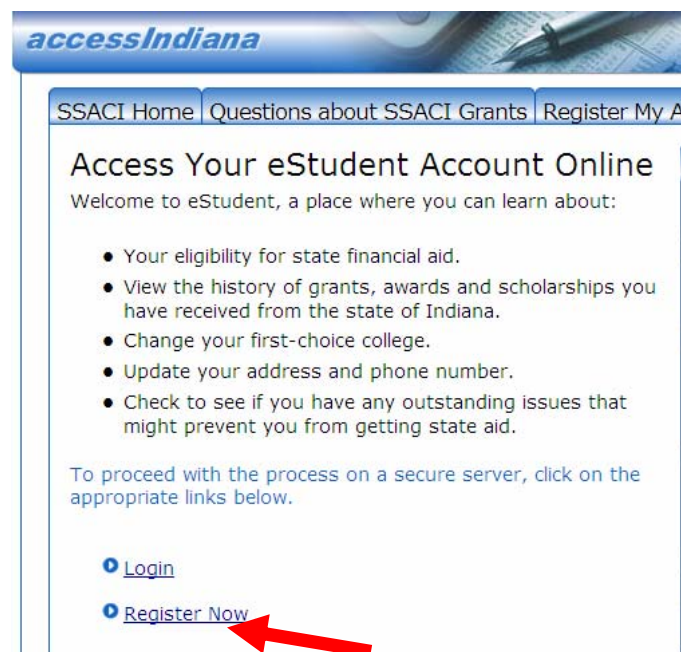 accessIndiana
SSACI Home Questions about SSACI Grants Register My A
Access Your eStudent Account Online
Welcome to eStudent, a place where you can learn about:
● Your eligibility for state financial aid.
● View the history of grants, awards and scholarships you
have received from the state of Indiana.
● Change your first-choice college.
● Update your address and phone number.
● Check to see if you have any outstanding issues that
might prevent you from getting state aid.
To proceed with the process on a secure server, click on the
appropriate links below.
Login
Register Now